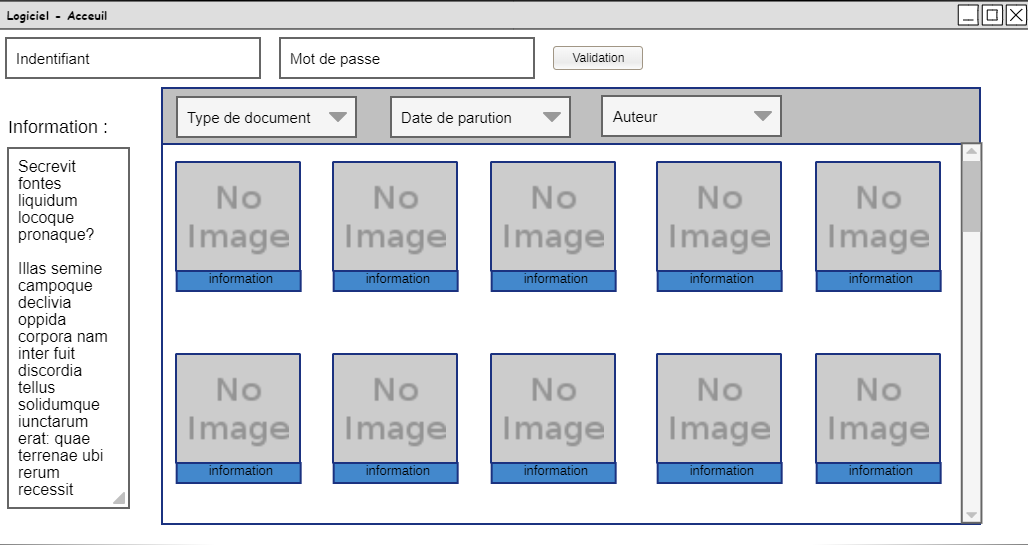 Logiciel - Acceuil
Indentifiant
Mot de passe
Validation
Information :
Secrevit
fontes
liquidum
locoque
pronaque?
Illas semine
campoque
declivia
oppida
corpora nam
inter fuit
discordia
tellus
solidumque
iunctarum
erat: quae
terrenae ubi
rerum
recessit
Type de document
Date de parution
Auteur
No
Image
information
No
Image
information
No
Image
information
No
Image
information
No
Image
information
No
Image
information
No
Image
information
No
Image
information
No
Image
information
No
Image
information